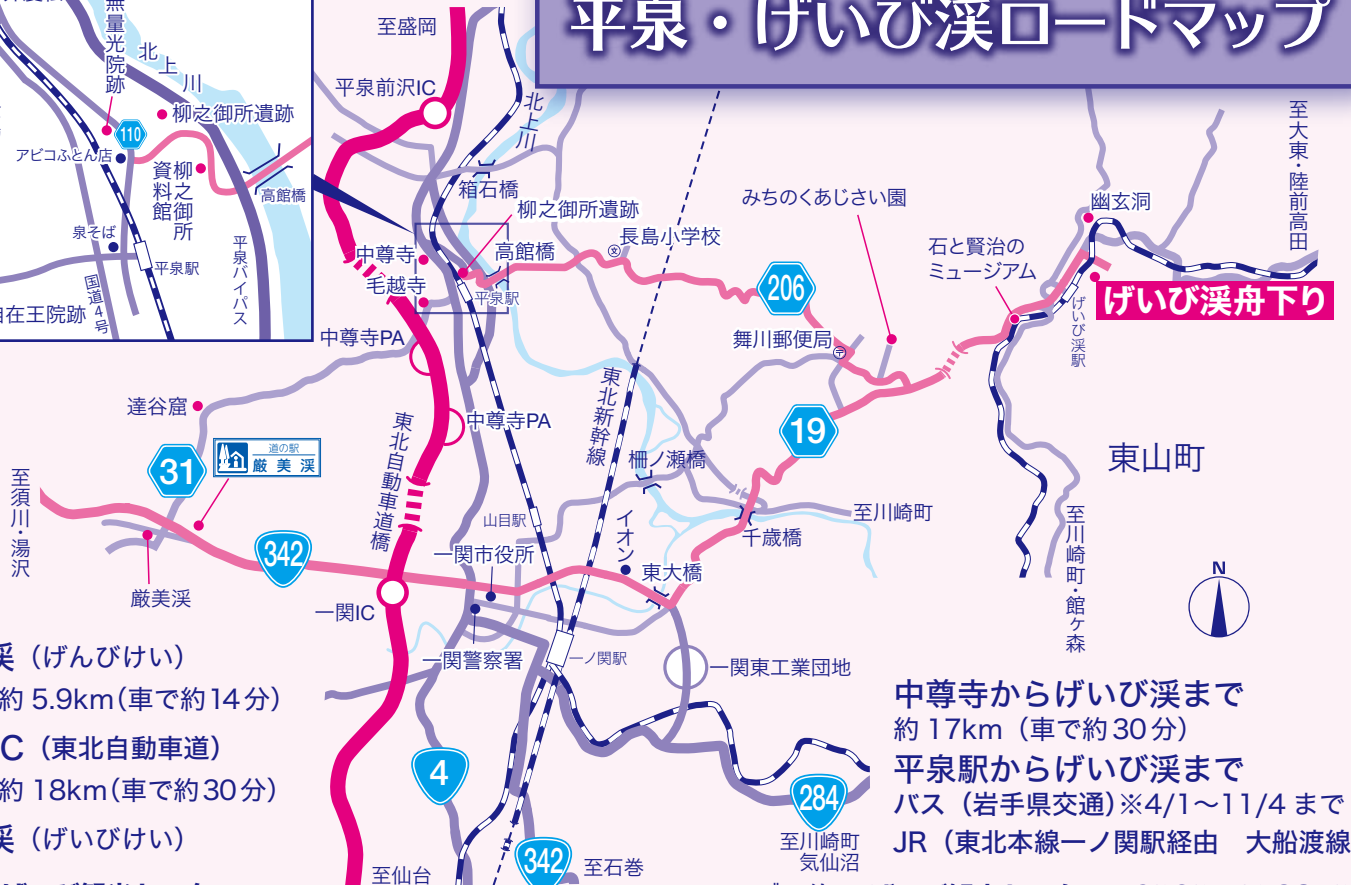 平泉・げいび渓ロードマップ
無量光院跡
北上川
柳之御所遺跡
110
アビコふとん店
柳之御所資料館
高館橋
泉そば
平泉駅
国道4号
平泉バイパス
自在王院跡
至盛岡
平泉前沢IC
北上川
箱石橋
柳之御所遺跡
中尊寺
高館橋
長島小学校
毛越寺
平泉駅
みちのくあじさい園
石と賢治の
ミュージアム
幽玄洞
至大東・陸前高田
げいび渓舟下り
げいび渓駅
206
中尊寺PA
舞川郵便局
達谷窟
中尊寺PA
東北新幹線
19
東北自動車道橋
道の駅
厳美渓
31
柵ノ瀬橋
東山町
至須川・湯沢
山目駅
イオン
至川崎町
千歳橋
342
一関市役所
東大橋
至川崎町・館ヶ森
N
厳美渓
一関IC
一関警察署
一ノ関駅
一関東工業団地
渓（げんびけい）
約 5.9km（車で約14分）
C（東北自動車道）
約 18km（車で約30分）
渓（げいびけい）
中尊寺からげいび渓まで
約 17km（車で約30分）
平泉駅からげいび渓まで
バス（岩手県交通）※4/1～11/4 まで
JR（東北本線一ノ関駅経由　大船渡線
4
284
至川崎町
気仙沼
342
至仙台
至石巻